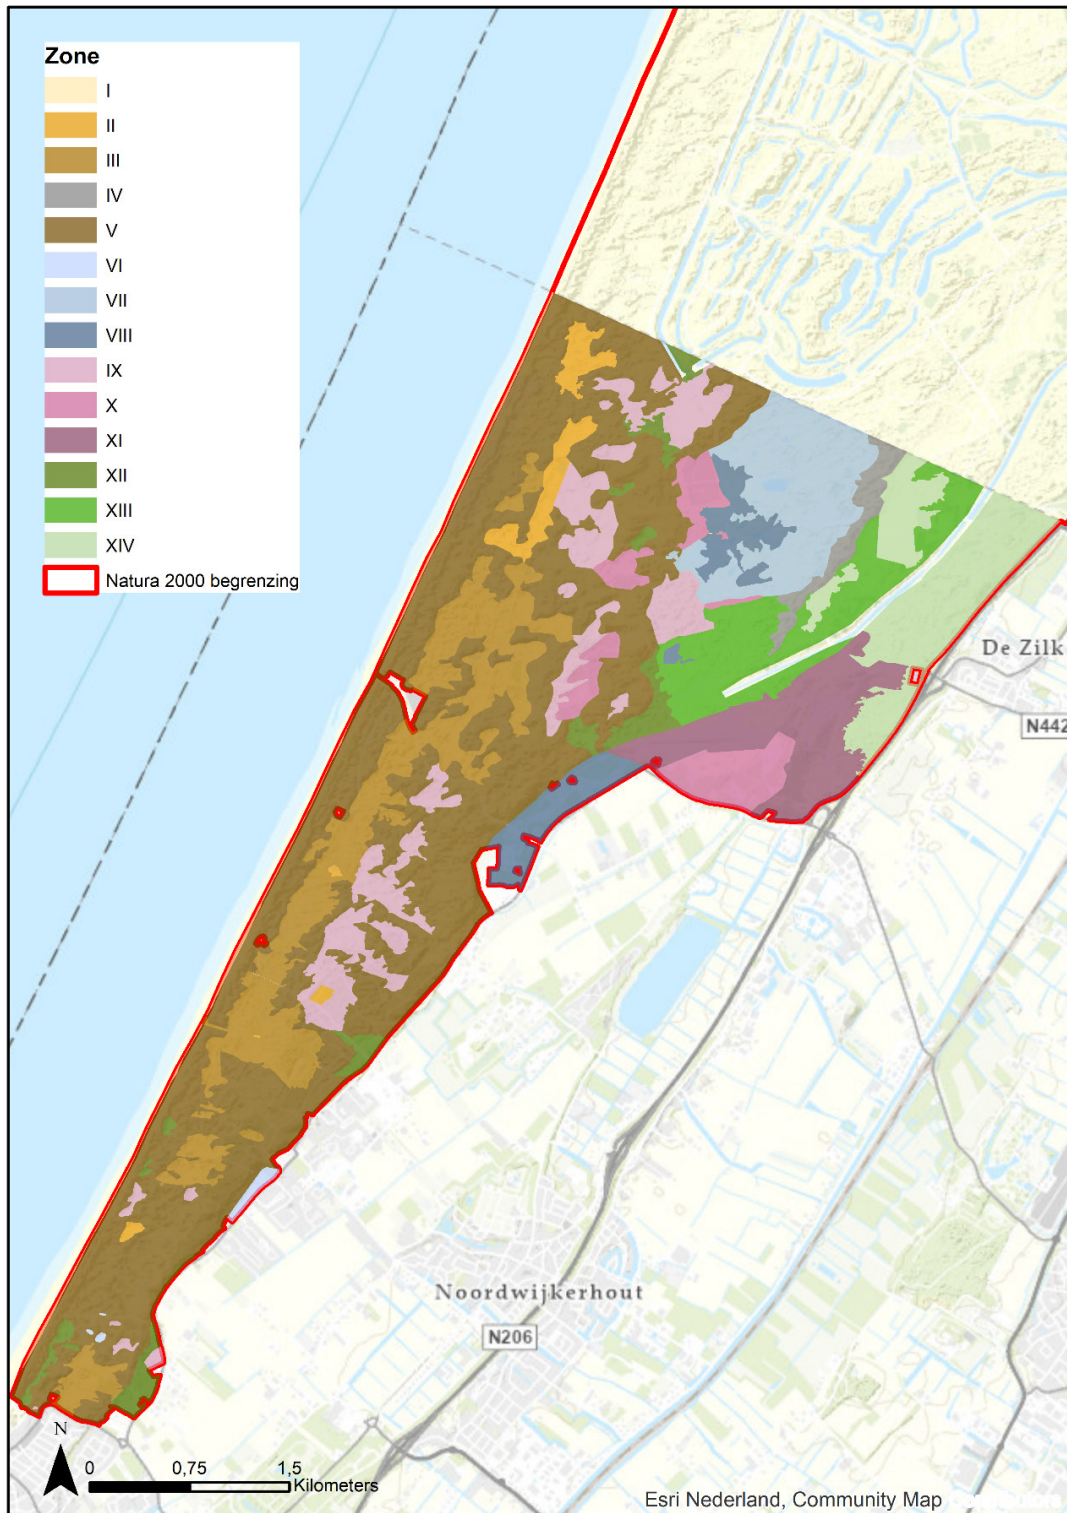 Zone
I
II
III
IV
V
VI
VII
VIII
IX
X
XI
XII
XIII
XIV
Natura 2000 begrenzing
De Zilk
N442
Noordwijkerhout
N206
N
0 0,75 1,5
Kilometers
Esri Nederland, Community Map Contributors